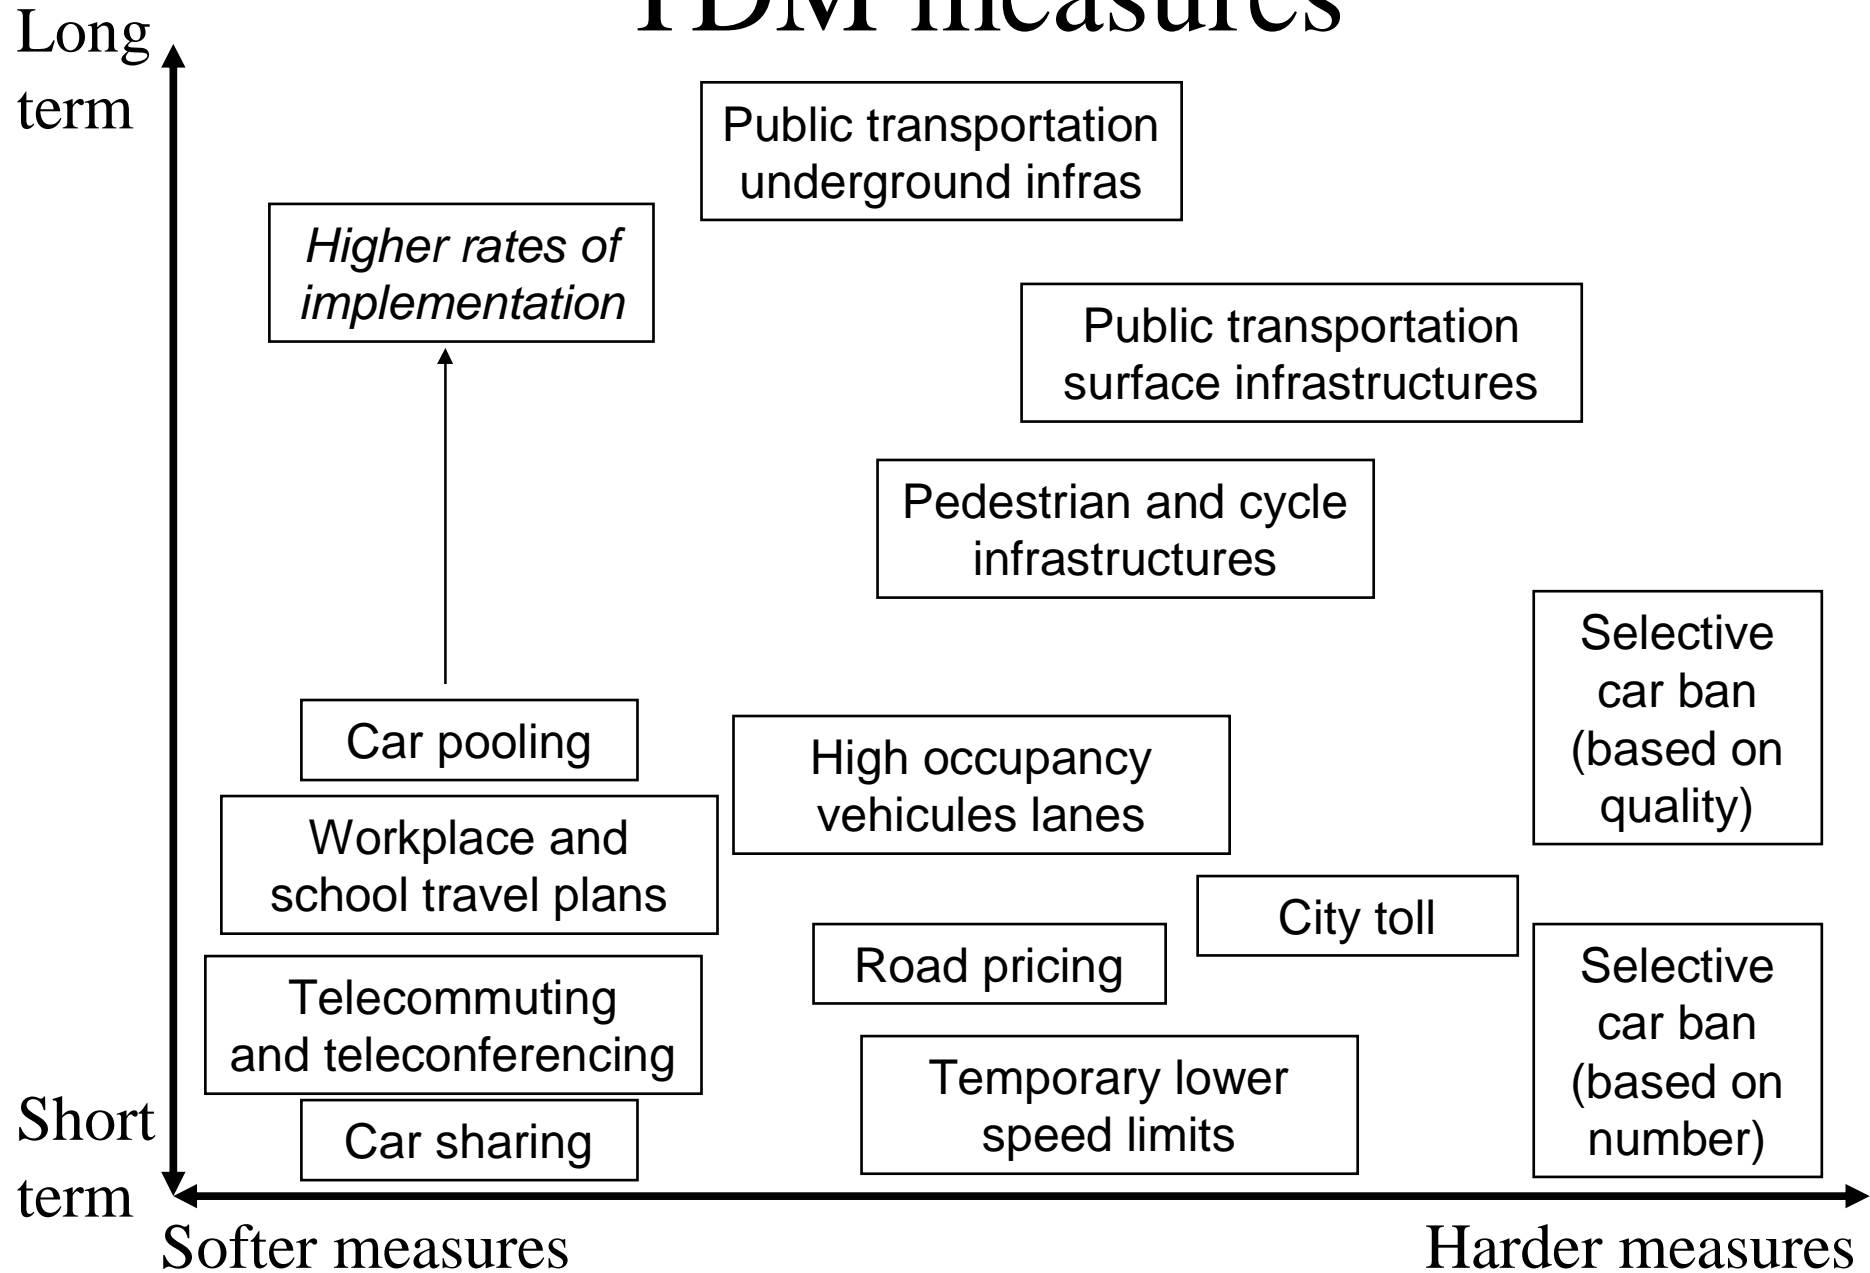 TDM measures
Long
term
Public transportation
underground infras
Higher rates of
implementation
Public transportation
surface infrastructures
Pedestrian and cycle
infrastructures
Selective
car ban
(based on
quality)
Car pooling
High occupancy
vehicules lanes
Workplace and
school travel plans
City toll
Road pricing
Selective
car ban
(based on
number)
Telecommuting
and teleconferencing
Temporary lower
speed limits
Car sharing
Short
term
Softer measures
Harder measures